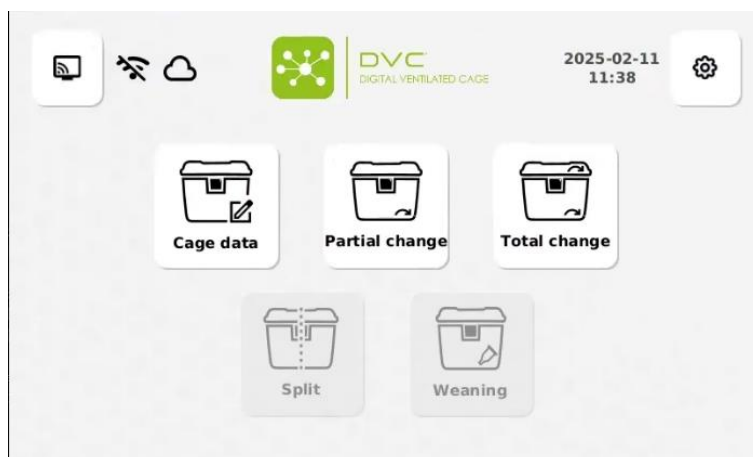 DVC
DIGITAL VENTILATED CAGE
2025-02-11
11:38
Cage data
Partial change
Total change
Split
Weaning